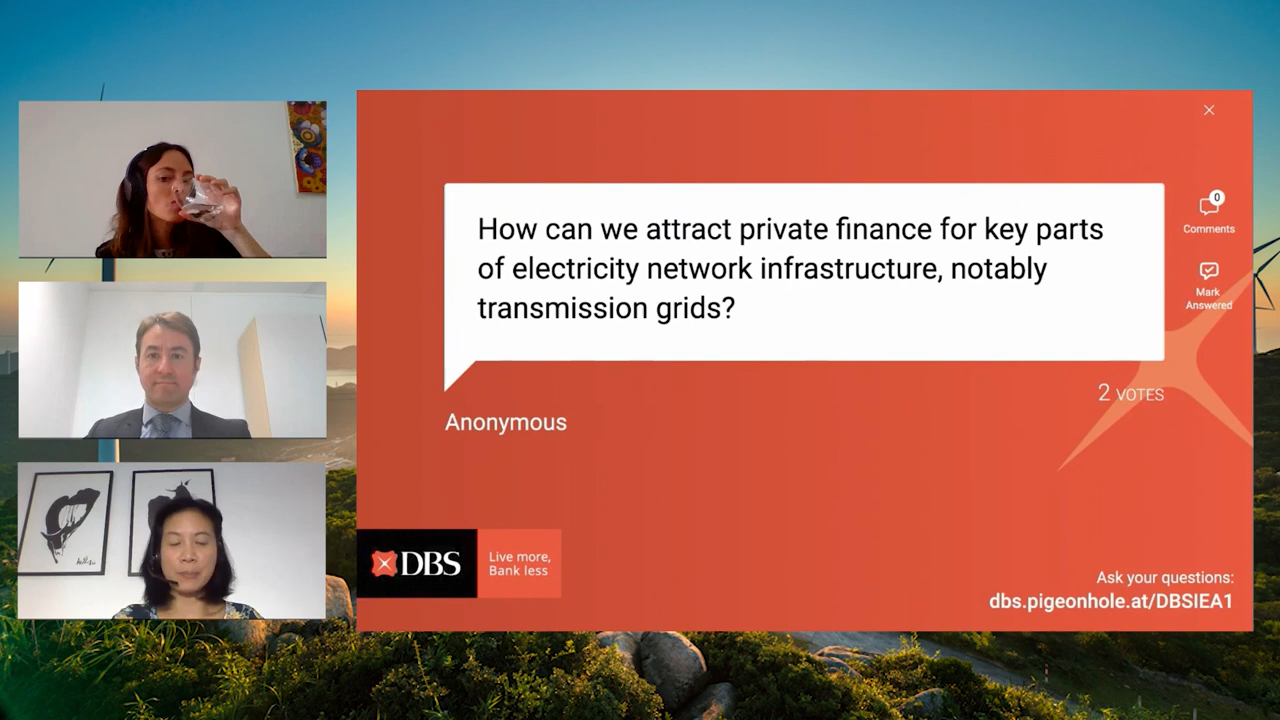 How can we attract private finance for key parts
of electricity network infrastructure, notably
transmission grids?
0
Comments
Mark
Answered
2 VOTES
Anonymous
DBS
Live more,
Bank less
Ask your questions:
dbs.pigeonhole.at/DBSIEA1